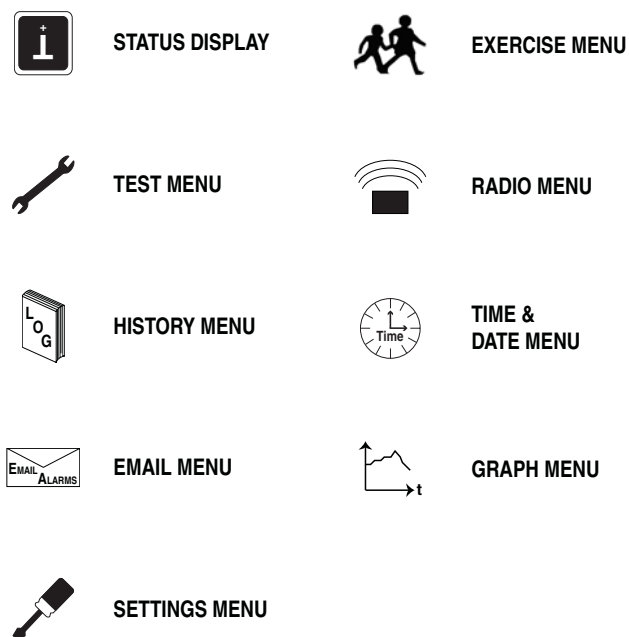 STATUS DISPLAY
EXERCISE MENU
TEST MENU
RADIO MENU
L
O
G
HISTORY MENU
Time
TIME &
DATE MENU
EMAIL
ALARMS
EMAIL MENU
t
GRAPH MENU
SETTINGS MENU